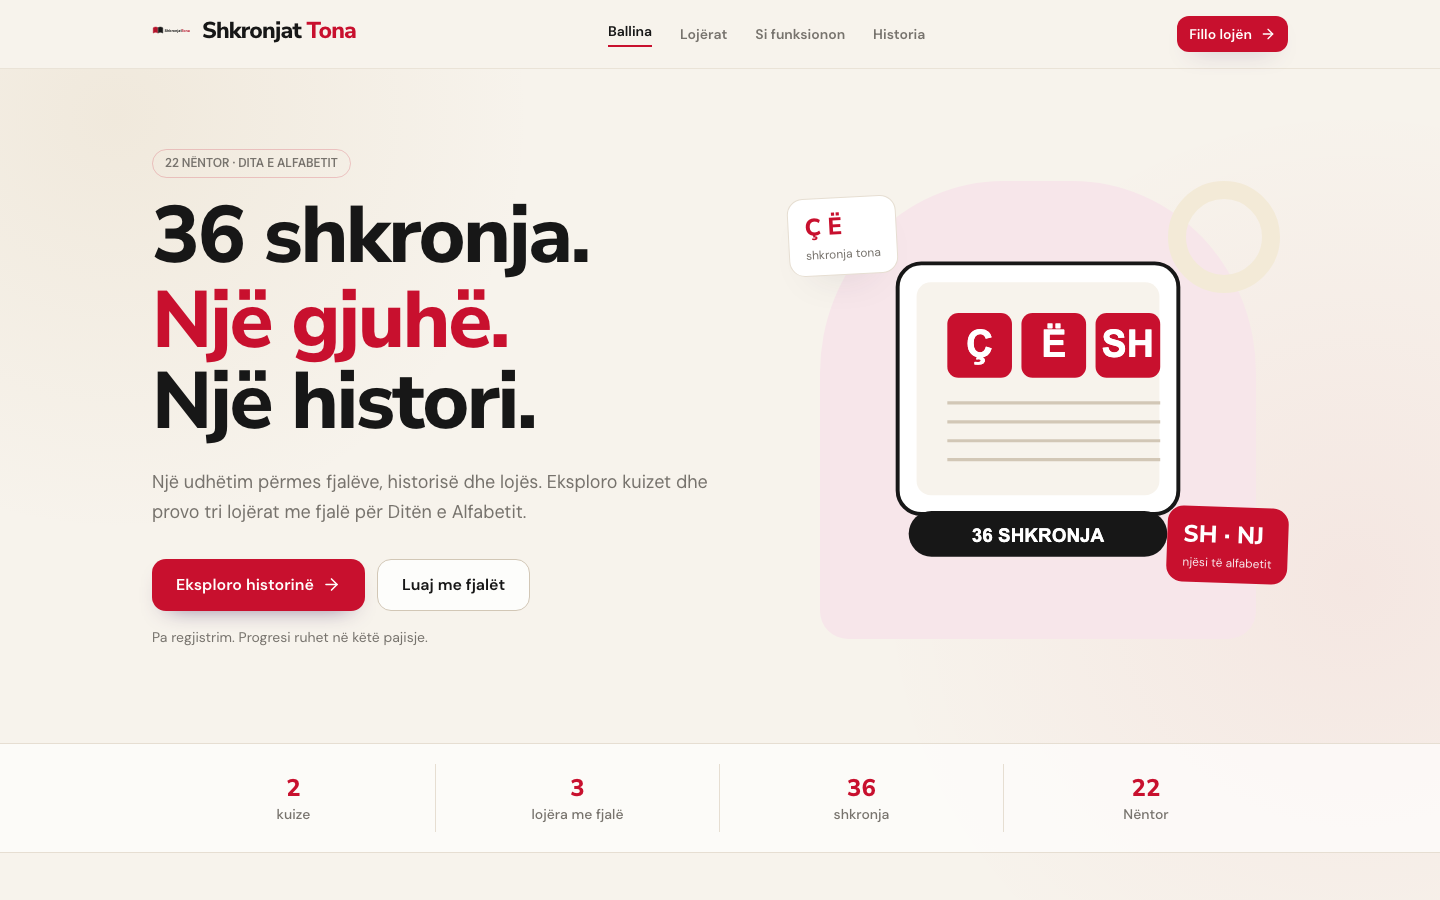 Shkronjat Tona
Ballina
Lojërat
Si funksionon
Historia
Fillo lojën
22 NËNTOR · DITA E ALFABETIT
36 shkronja.
Një gjuhë.
Një histori.
Një udhëtim përmes fjalëve, historisë dhe lojës. Eksploro kuizet dhe
provo tri lojërat me fjalë për Ditën e Alfabetit.
Eksploro historinë
Luaj me fjalët
Pa regjistrim. Progresi ruhet në këtë pajisje.
Ç Ë
shkronja tona
Ç Ë SH
36 SHKRONJA
SH · NJ
njësi të alfabetit
2
kuize
3
lojëra me fjalë
36
shkronja
22
Nëntor